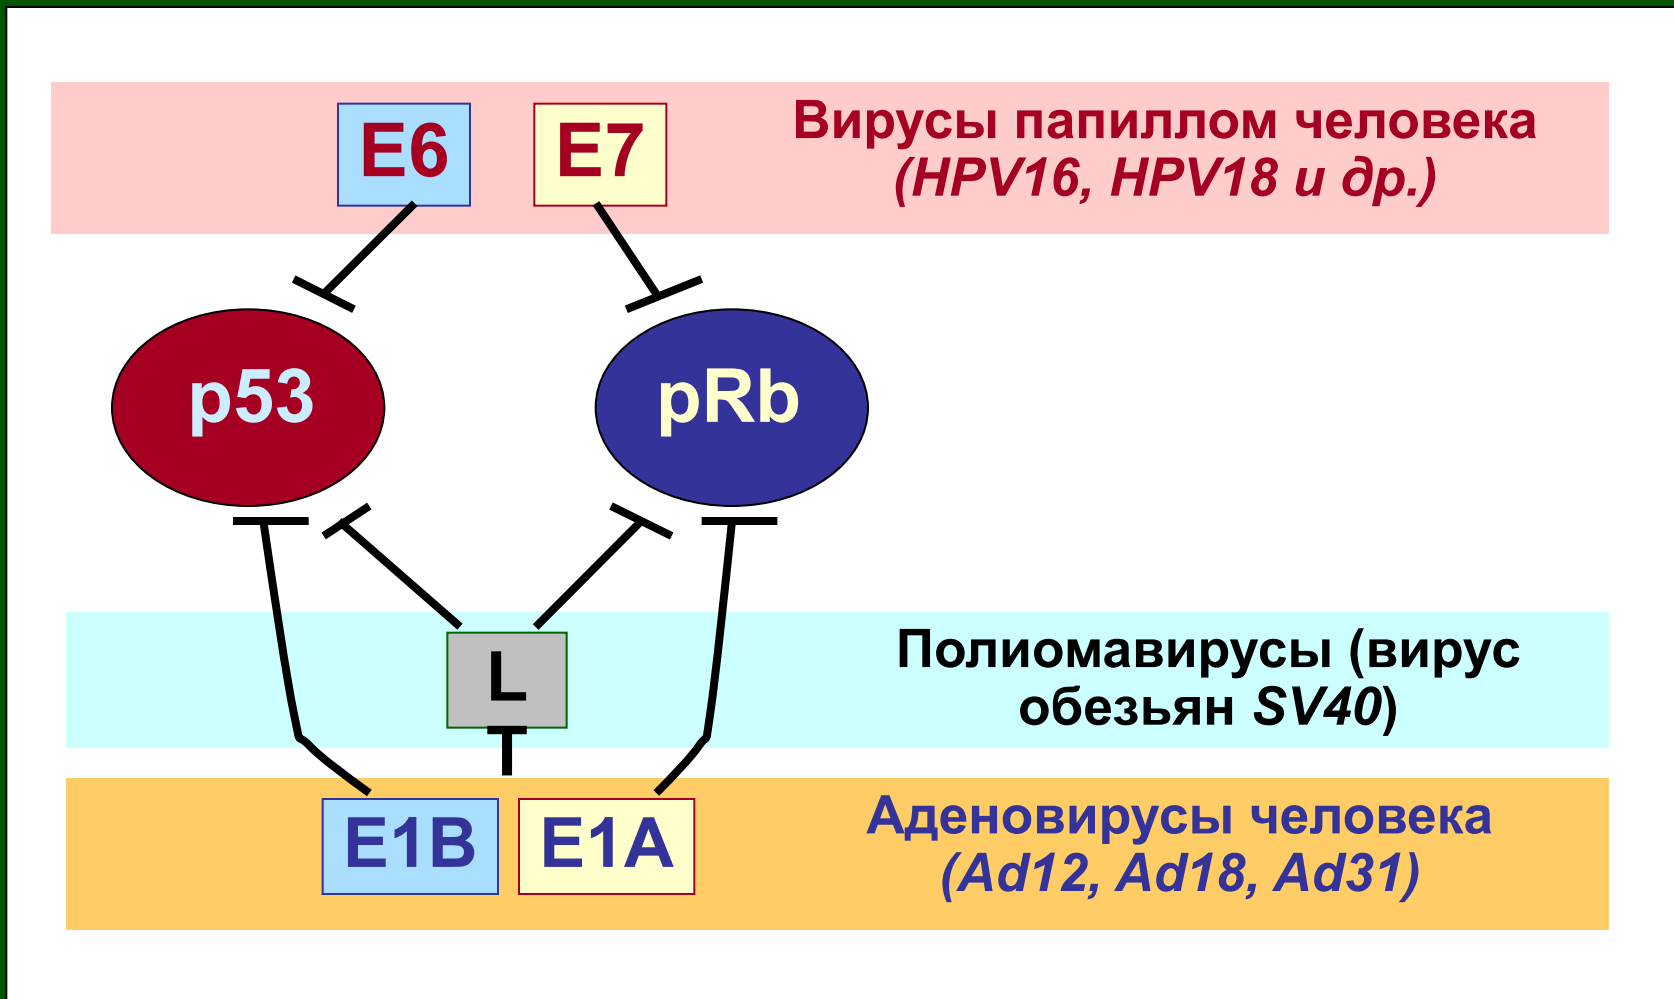 E6
E7
Вирусы папиллом человека
(HPV16, HPV18 и др.)
p53
pRb
L
Полиомавирусы (вирус
обезьян SV40)
E1B
E1A
Аденовирусы человека
(Ad12, Ad18, Ad31)